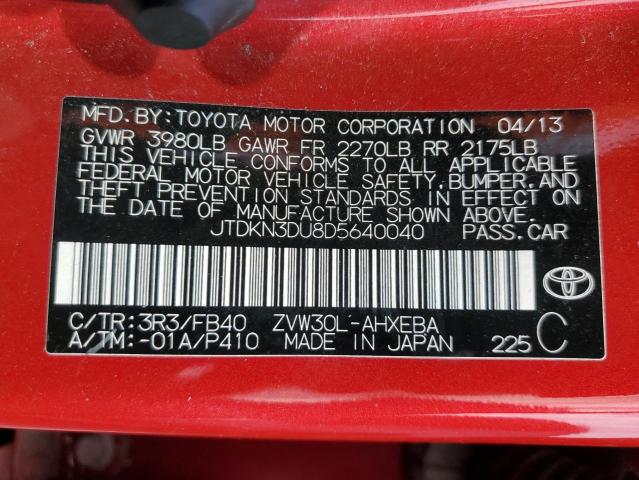 MFD.BY:TOYOTA MOTOR CORPORATION 04/13
GVWR 3980LB GAWR FR 2270LB RR 2175LB
THIS VEHICLE CONFORMS TO ALL APPLICABLE
FEDERAL MOTOR VEHICLE SAFETY,BUMPER,AND
THEFT PREVENTION STANDARDS IN EFFECT ON
THE DATE OF MANUFACTURE SHOWN ABOVE.
JTDKN3DU8D5640040 PASS.CAR
C/TR:3R3/FB40 ZVW30L-AHXEBA
A/TM:-01A/P410 MADE IN JAPAN 225 C